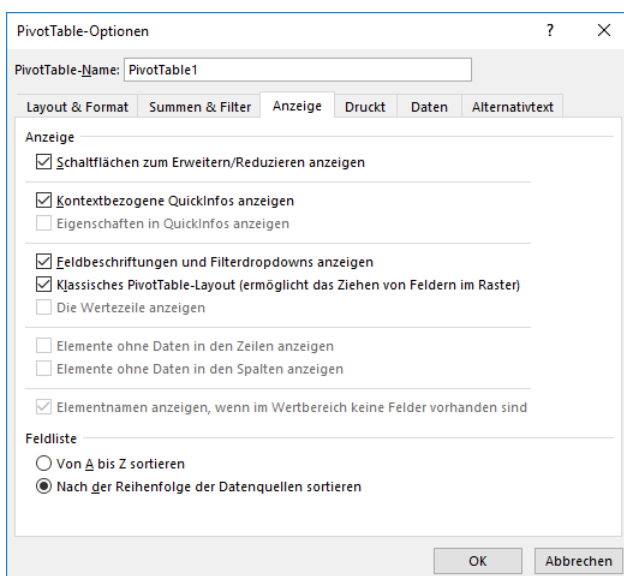 PivotTable-Optionen ? X
PivotTable-Name: PivotTable1
Layout & Format Summen & Filter Anzeige Druckt Daten Alternativtext
Anzeige
Schaltflächen zum Erweitern/Reduzieren anzeigen
Kontextbezogene QuickInfos anzeigen
Eigenschaften in QuickInfos anzeigen
Feldbeschriftungen und Filterdropdowns anzeigen
Klassisches PivotTable-Layout (ermöglicht das Ziehen von Feldern im Raster)
Die Wertezeile anzeigen
Elemente ohne Daten in den Zeilen anzeigen
Elemente ohne Daten in den Spalten anzeigen
Elementnamen anzeigen, wenn im Wertbereich keine Felder vorhanden sind
Feldliste
Von A bis Z sortieren
Nach der Reihenfolge der Datenquellen sortieren
OK Abbrechen